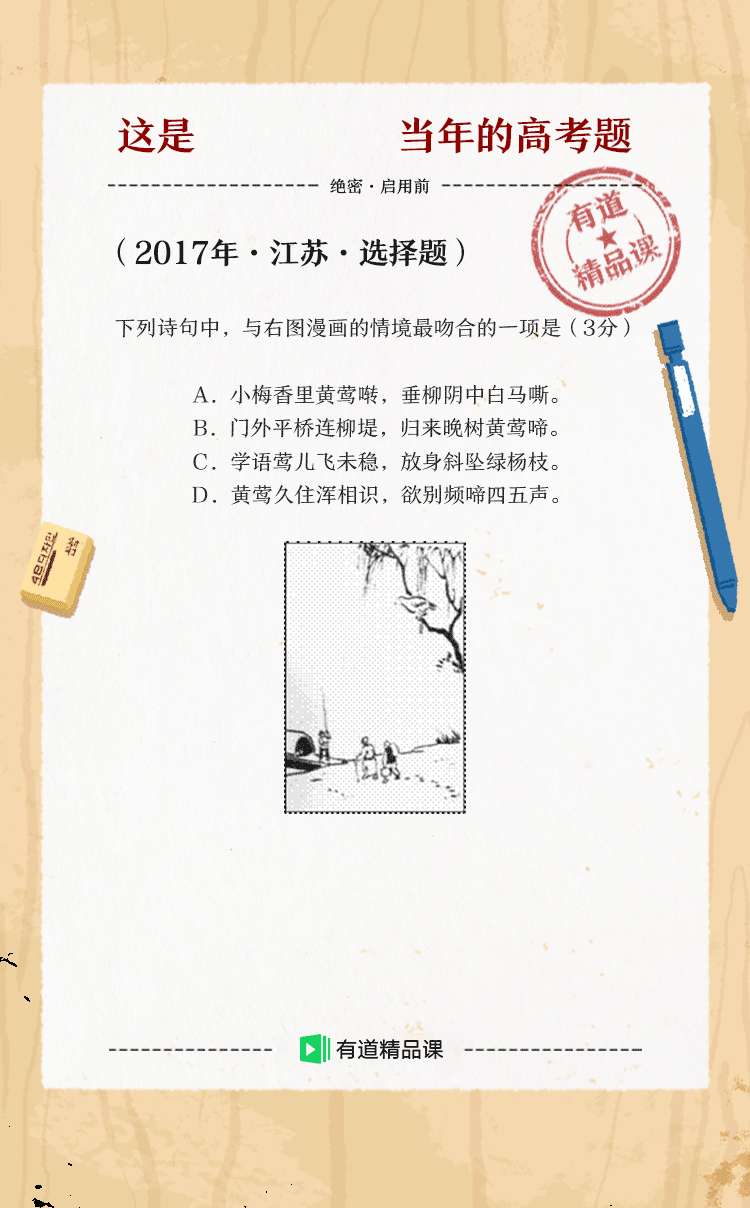 这是 当年的高考题
绝密·启用前
有道
精品课
（2017年·江苏·选择题）
下列诗句中，与右图漫画的情境最吻合的一项是（3分）
A. 小梅香里黄莺啭，垂柳阴中白马嘶。
B. 门外平桥连柳堤，归来晚树黄莺啼。
C. 学语莺儿飞未稳，放身斜坠绿杨枝。
D. 黄莺久住浑相识，欲别频啼四五声。
有道精品课